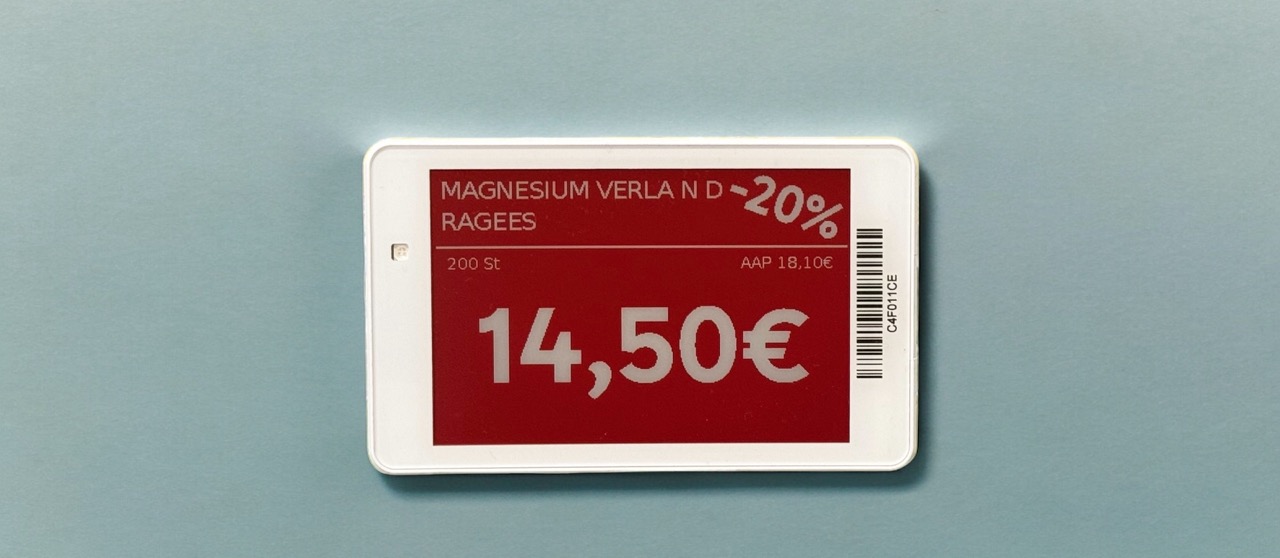 MAGNESIUM VERLA N D
RAGEES
-20%
200 St
AAP 18,10€
14,50€
C4F011CE